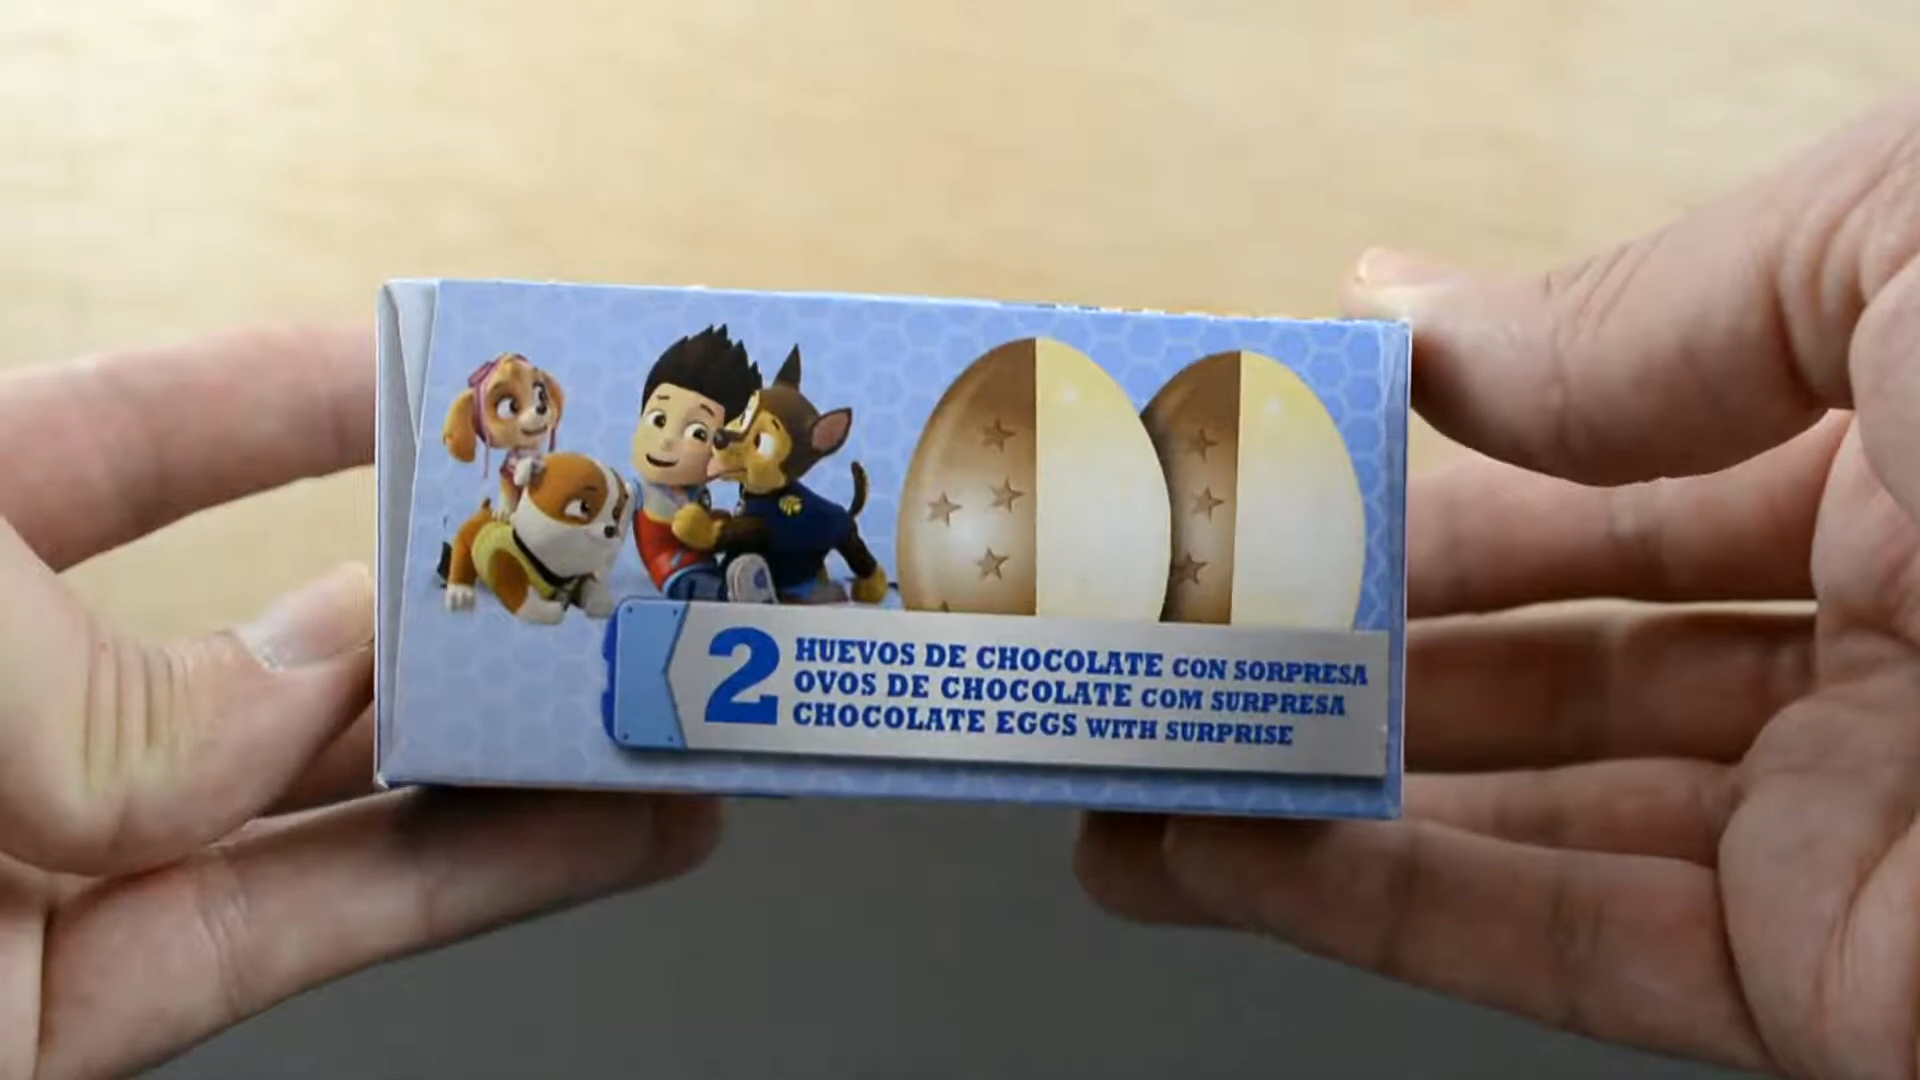 2
HUEVOS DE CHOCOLATE CON SORPRESA
OVOS DE CHOCOLATE COM SURPRESA
CHOCOLATE EGGS WITH SURPRISE